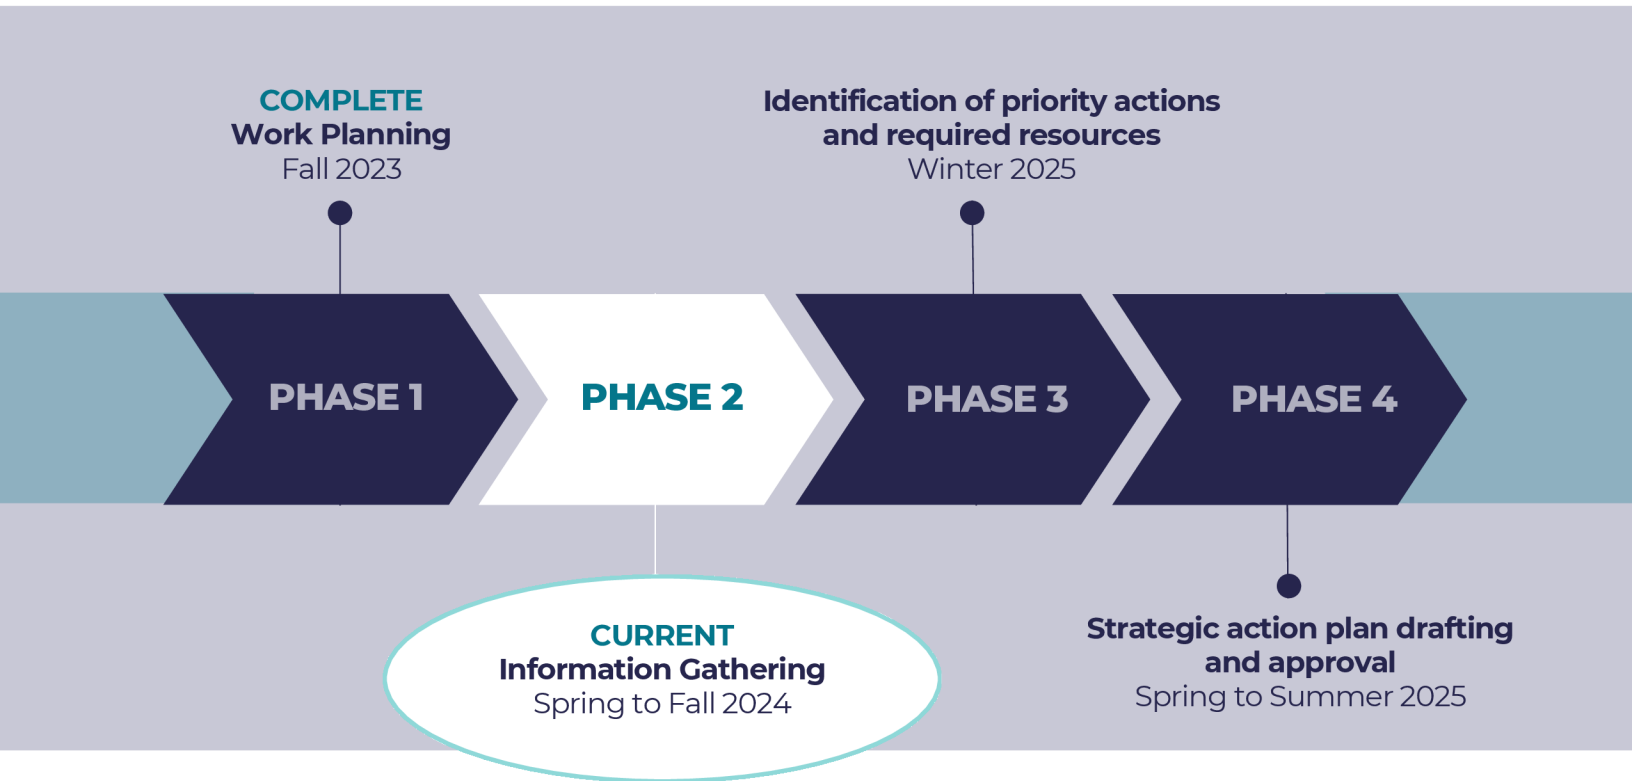 COMPLETE
Work Planning
Fall 2023
Identification of priority actions
and required resources
Winter 2025
PHASE 1
PHASE 2
PHASE 3
PHASE 4
CURRENT
Information Gathering
Spring to Fall 2024
Strategic action plan drafting
and approval
Spring to Summer 2025